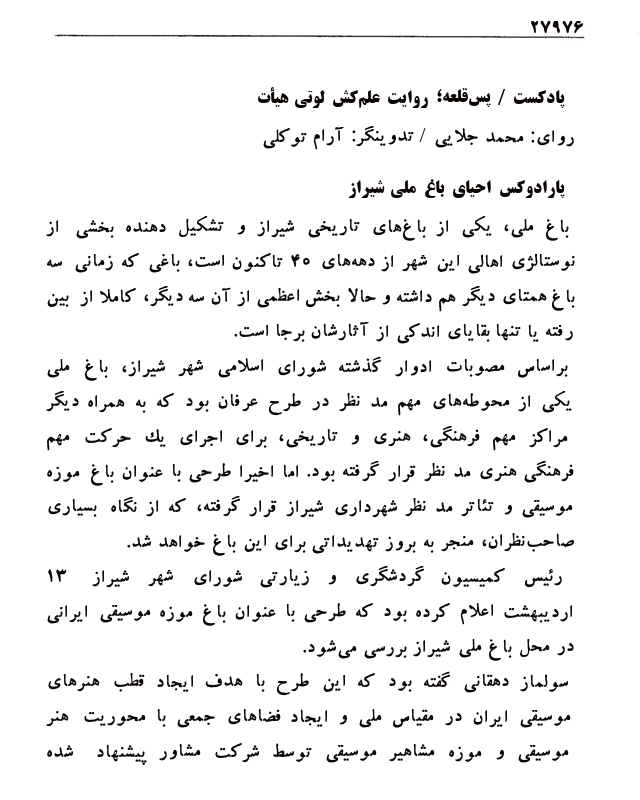 ۲۷۹۷۶
پادکست / پس‌قلعه؛ روایت علم‌کش لوتی هیأت
روای: محمد جلایی / تدوینگر: آرام توکلی
پارادوکس احیای باغ ملی شیراز
باغ ملی، یکی از باغ‌های تاریخی شیراز و تشکیل دهنده بخشی از
نوستالژی اهالی این شهر از دهه‌های ۴۰ تاکنون است، باغی که زمانی سه
باغ همتای دیگر هم داشته و حالا بخش اعظمی از آن سه دیگر، کاملا از بین
رفته یا تنها بقایای اندکی از آثارشان برجا است.
براساس مصوبات ادوار گذشته شورای اسلامی شهر شیراز، باغ ملی
یکی از محوطه‌های مهم مد نظر در طرح عرفان بود که به همراه دیگر
مراکز مهم فرهنگی، هنری و تاریخی، برای اجرای یك حرکت مهم
فرهنگی هنری مد نظر قرار گرفته بود. اما اخیرا طرحی با عنوان باغ موزه
موسیقی و تئاتر مد نظر شهرداری شیراز قرار گرفته، که از نگاه بسیاری
صاحب‌نظران، منجر به بروز تهدیداتی برای این باغ خواهد شد.
رئیس کمیسیون گردشگری و زیارتی شورای شهر شیراز ۱۳
اردیبهشت اعلام کرده بود که طرحی با عنوان باغ موزه موسیقی ایرانی
در محل باغ ملی شیراز بررسی می‌شود.
سولماز دهقانی گفته بود که این طرح با هدف ایجاد قطب هنرهای
موسیقی ایران در مقیاس ملی و ایجاد فضاهای جمعی با محوریت هنر
موسیقی و موزه مشاهیر موسیقی توسط شرکت مشاور پیشنهاد شده